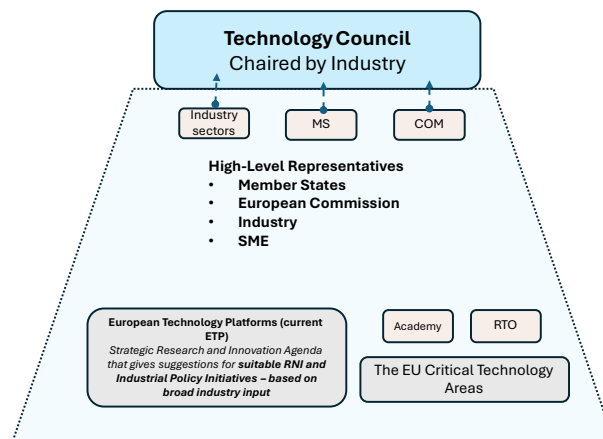 Technology Council
Chaired by Industry
Industry
sectors
MS
COM
High-Level Representatives
• Member States
• European Commission
• Industry
• SME
European Technology Platforms (current
ETP)
Strategic Research and Innovation Agenda
that gives suggestions for suitable RNI and
Industrial Policy Initiatives – based on
broad industry input
Academy
RTO
The EU Critical Technology
Areas